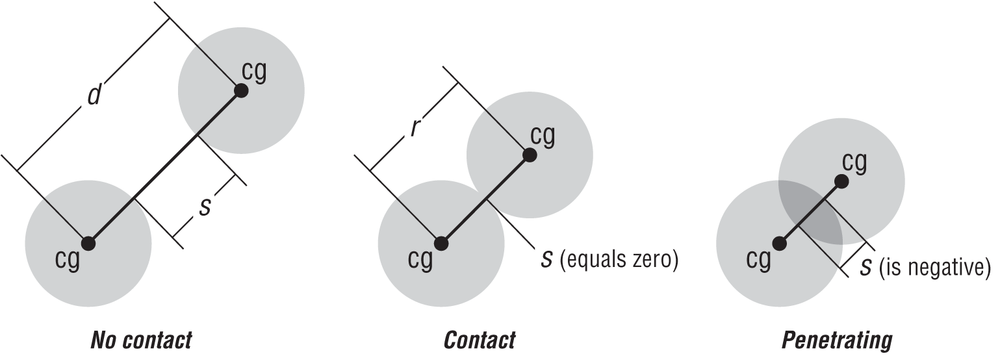 cg
d
s
cg
No contact
cg
r
cg
s (equals zero)
Contact
cg
cg
s (is negative)
Penetrating